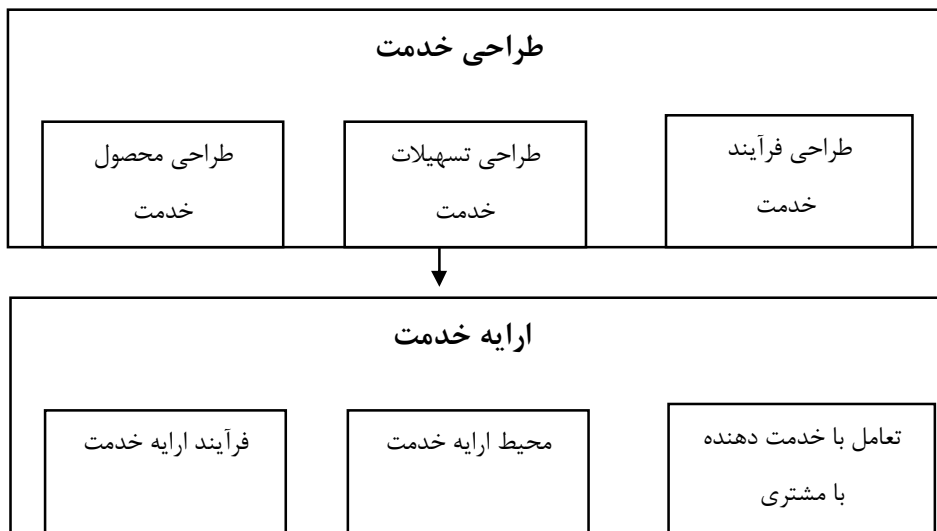 طراحی خدمت
طراحی فرآیند
خدمت
طراحی تسهیلات
خدمت
طراحی محصول
خدمت
ارایه خدمت
تعامل با خدمت دهنده
با مشتری
محیط ارایه خدمت
فرآیند ارایه خدمت